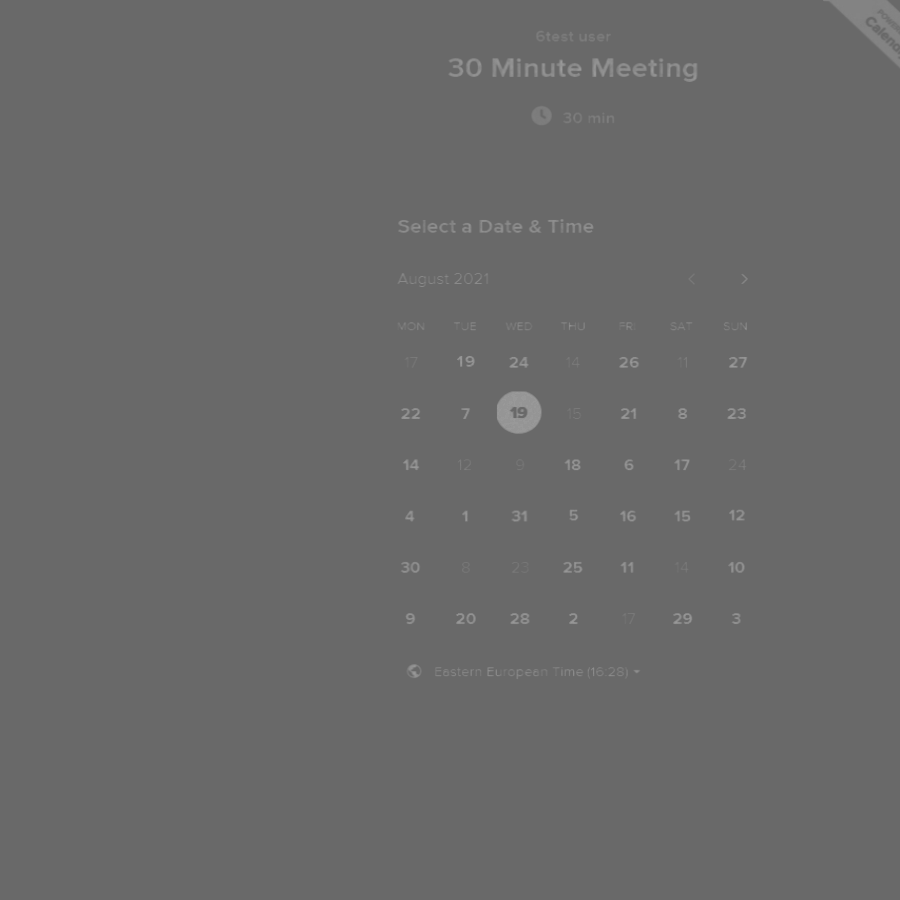 6test user
30 Minute Meeting
30 min
Select a Date & Time
August 2021
MON TUE WED THU FRI SAT SUN
17 19 24 14 26 11 27
22 7 19 15 21 8 23
14 12 9 18 6 17 24
4 1 31 5 16 15 12
30 8 23 25 11 14 10
9 20 28 2 17 29 3
Eastern European Time (16:28)